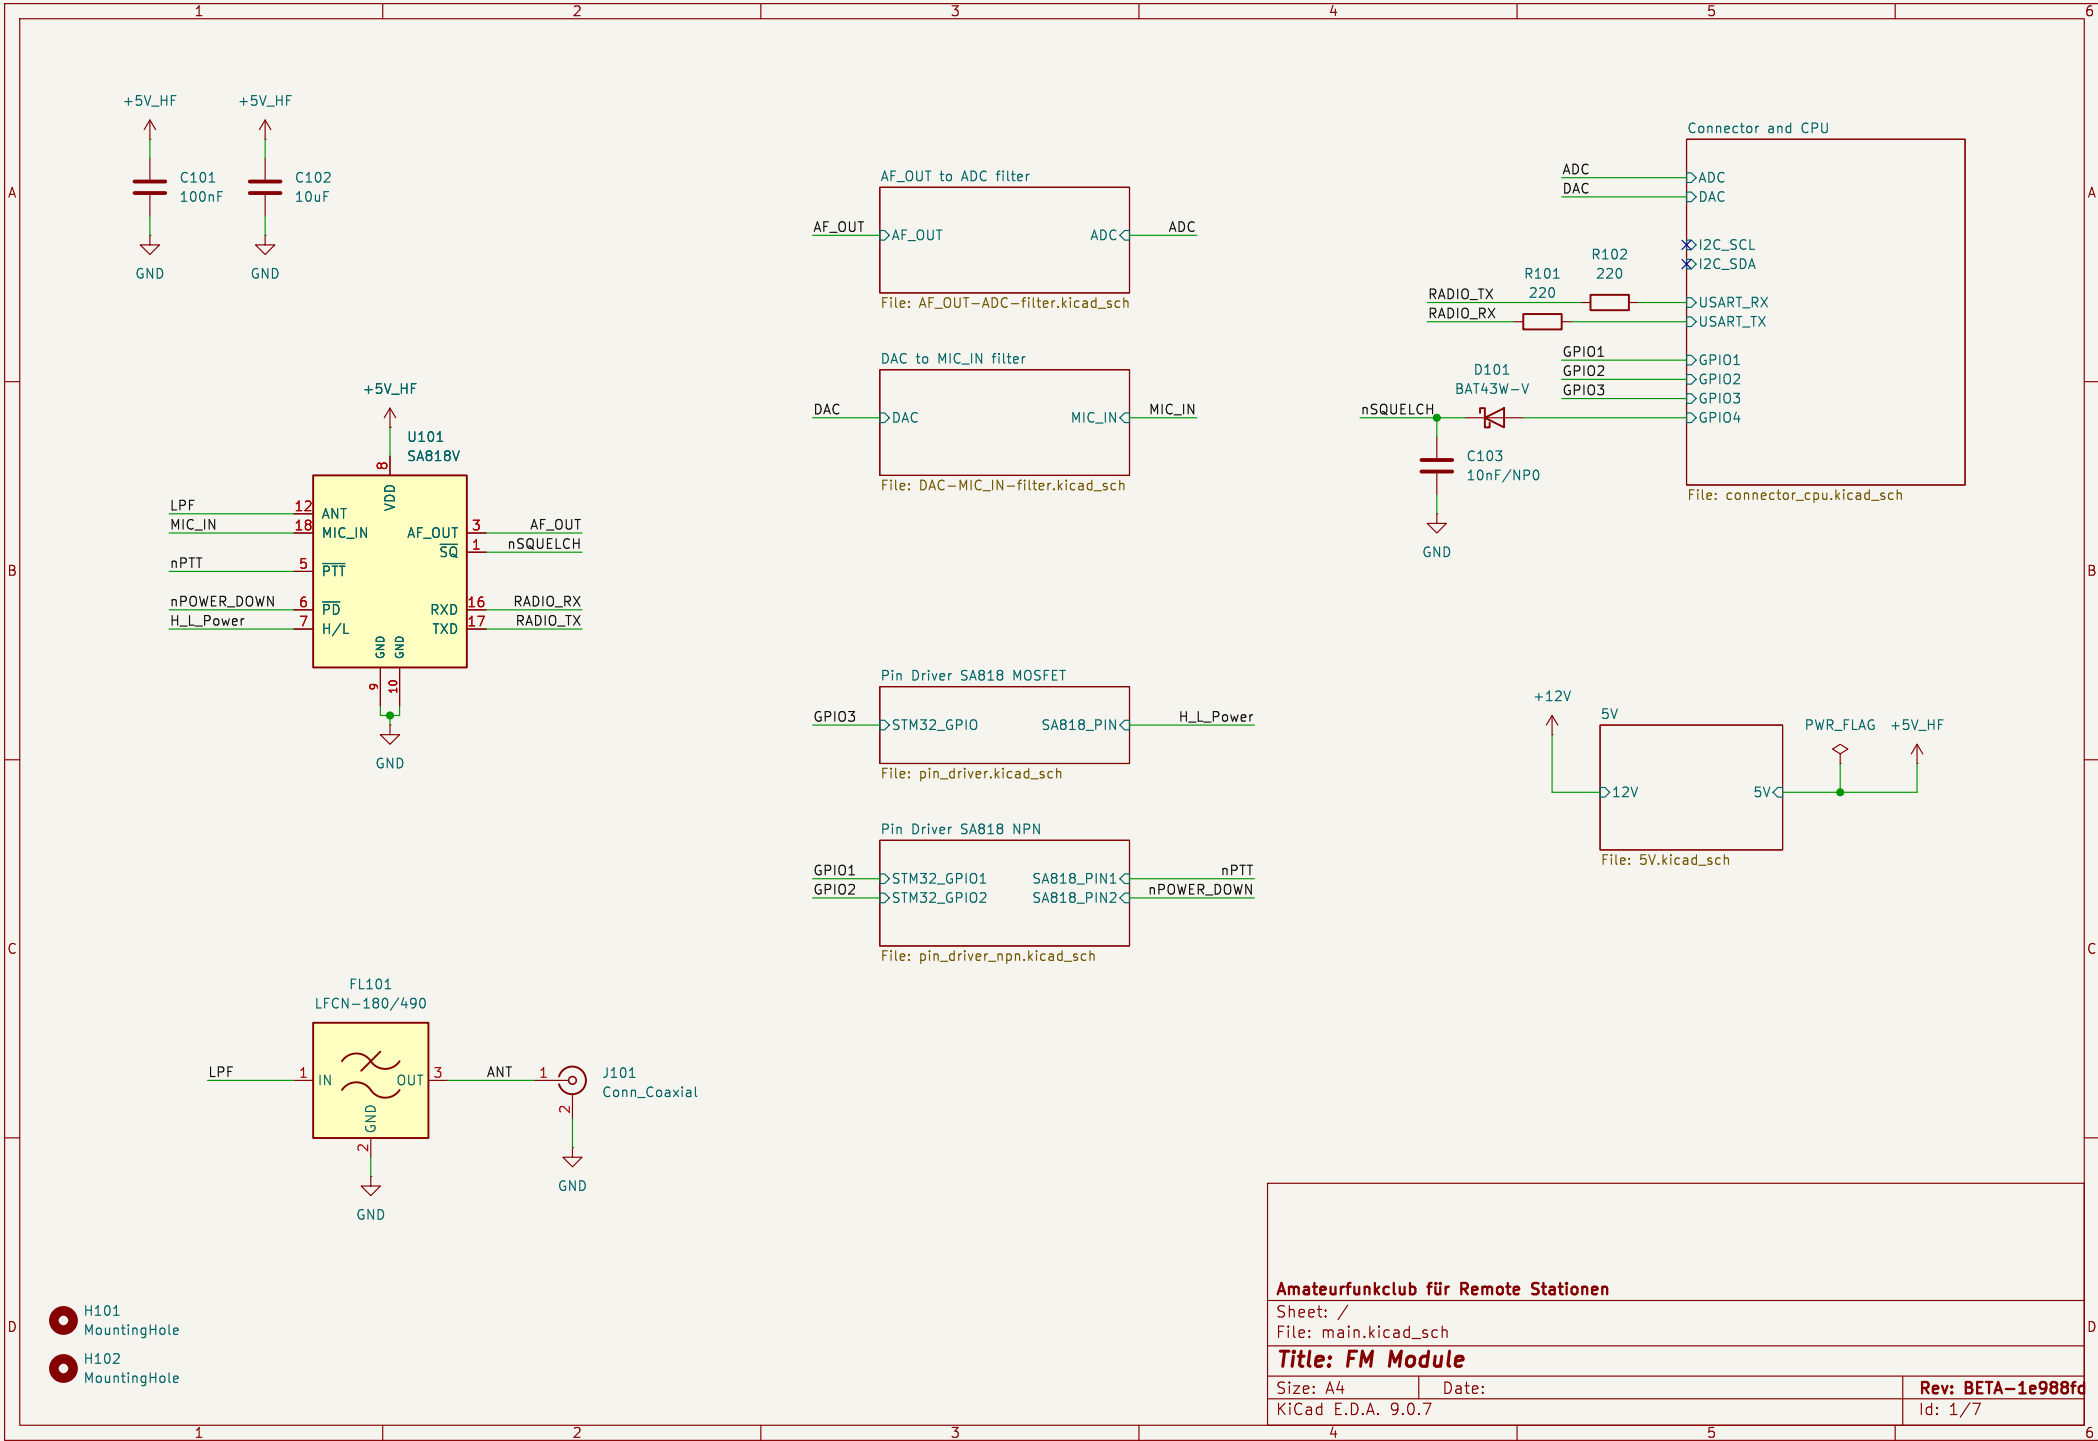 1 2 3 4 5 6
A
B
C
D
A
B
C
D
1 2 3 4 5 6
+5V_HF
C101
100nF
GND
+5V_HF
C102
10uF
GND
+5V_HF
U101
SA818V
8
VDD
LPF
12
ANT
MIC_IN
18
MIC_IN
nPTT
5
PTT
nPOWER_DOWN
6
PD
H_L_Power
7
H/L
AF_OUT
3
AF_OUT
SQ
1
nSQUELCH
RXD
16
RADIO_RX
TXD
17
RADIO_TX
GND
GND
9
10
GND
FL101
LFCN-180/490
LPF
1
IN
OUT
3
GND
2
GND
ANT
1
J101
Conn_Coaxial
2
GND
H101
MountingHole
H102
MountingHole
AF_OUT to ADC filter
AF_OUT
AF_OUT
ADC
ADC
File: AF_OUT-ADC-filter.kicad_sch
DAC to MIC_IN filter
DAC
DAC
MIC_IN
MIC_IN
File: DAC-MIC_IN-filter.kicad_sch
Pin Driver SA818 MOSFET
GPIO3
STM32_GPIO
SA818_PIN
H_L_Power
File: pin_driver.kicad_sch
Pin Driver SA818 NPN
GPIO1
STM32_GPIO1
SA818_PIN1
nPTT
GPIO2
STM32_GPIO2
SA818_PIN2
nPOWER_DOWN
File: pin_driver_npn.kicad_sch
Connector and CPU
ADC
ADC
DAC
DAC
I2C_SCL
I2C_SDA
R102
220
R101
220
RADIO_TX
USART_RX
RADIO_RX
USART_TX
GPIO1
GPIO1
GPIO2
GPIO2
GPIO3
GPIO3
D101
BAT43W-V
nSQUELCH
GPIO4
C103
10nF/NP0
GND
File: connector_cpu.kicad_sch
+12V
5V
12V
5V
PWR_FLAG
+5V_HF
File: 5V.kicad_sch
Amateurfunkclub für Remote Stationen
Sheet: /
File: main.kicad_sch
Title: FM Module
Size: A4
Date:
Rev: BETA-1e988fd
KiCad E.D.A. 9.0.7
Id: 1/7